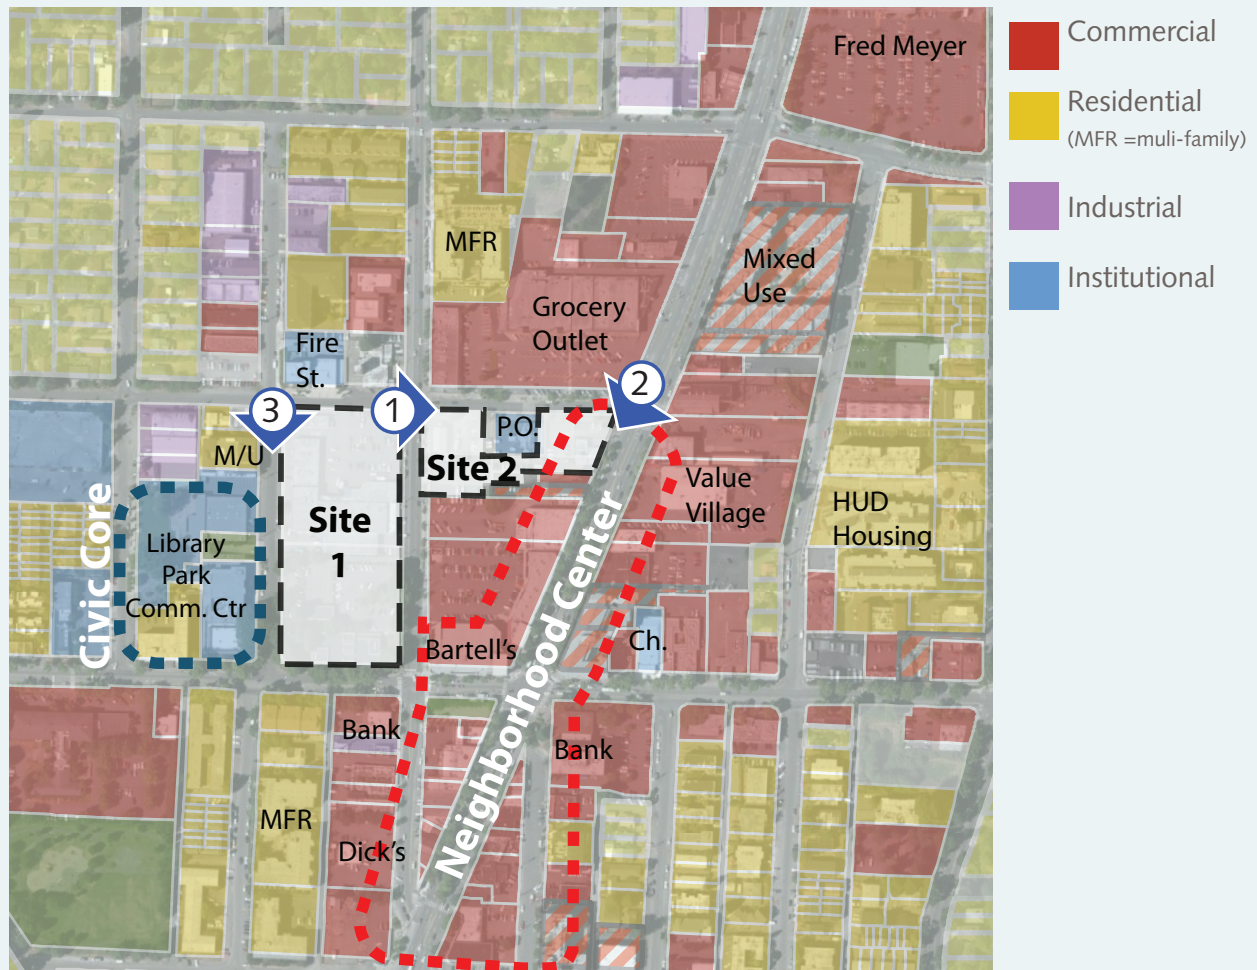 Fred Meyer
Commercial
Residential
(MFR =muli-family)
Industrial
Institutional
MFR
Mixed
Use
Grocery
Outlet
Fire
St.
3
1
2
P.O.
M/U
Site 2
Site
1
Value
Village
HUD
Housing
Civic Core
Library
Park
Comm. Ctr
Neighborhood Center
Bartell's
Ch.
Bank
Bank
MFR
Dick's